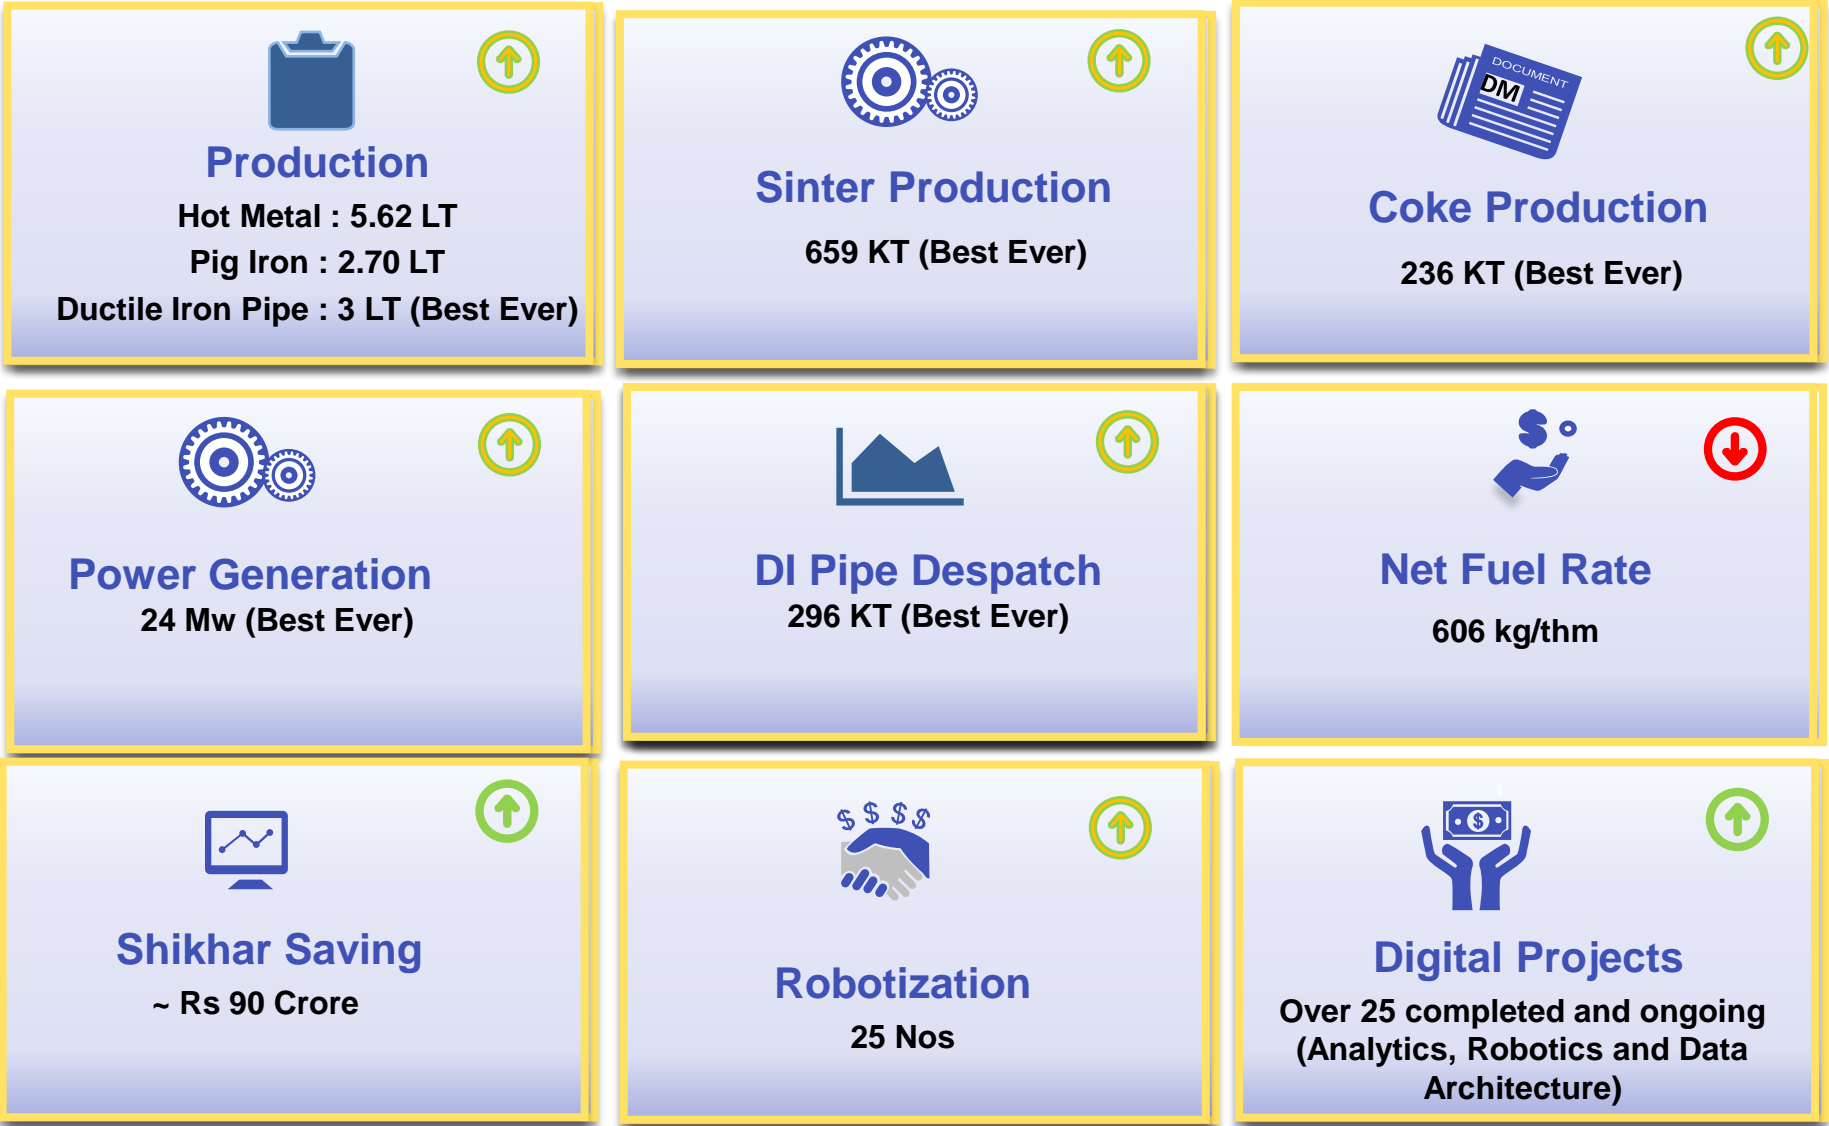 Production
Hot Metal : 5.62 LT
Pig Iron : 2.70 LT
Ductile Iron Pipe : 3 LT (Best Ever)
Sinter Production
659 KT (Best Ever)
DOCUMENT
DM
Coke Production
236 KT (Best Ever)
Power Generation
24 Mw (Best Ever)
DI Pipe Despatch
296 KT (Best Ever)
$
Net Fuel Rate
606 kg/thm
Shikhar Saving
~ Rs 90 Crore
$ $ $ $
Robotization
25 Nos
$
Digital Projects
Over 25 completed and ongoing
(Analytics, Robotics and Data
Architecture)